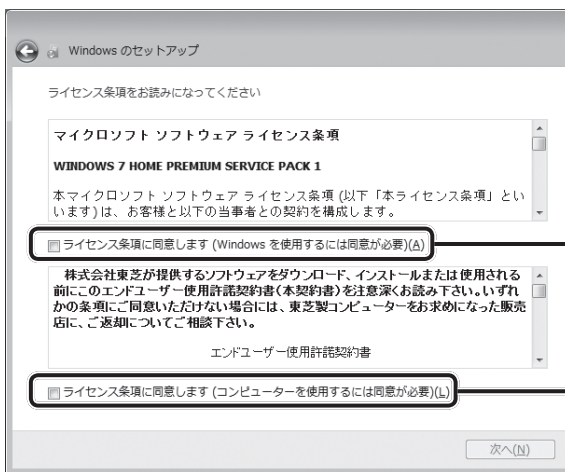 Windows のセットアップ
ライセンス条項をお読みになってください
マイクロソフト ソフトウェア ライセンス条項
WINDOWS 7 HOME PREMIUM SERVICE PACK 1
本マイクロソフト ソフトウェア ライセンス条項 (以下「本ライセンス条項」とい
います) は、お客様と以下の当事者との契約を構成します。
ライセンス条項に同意します (Windows を使用するには同意が必要)(A)
株式会社東芝が提供するソフトウェアをダウンロード、インストールまたは使用される
前にこのエンドユーザー使用許諾契約書(本契約書)を注意深くお読み下さい。いずれ
かの条項にご同意いただけない場合には、東芝製コンピューターをお求めになった販売
店に、ご返却についてご相談下さい。
エンドユーザー使用許諾契約書
ライセンス条項に同意します (コンピューターを使用するには同意が必要)(L)
次へ(N)